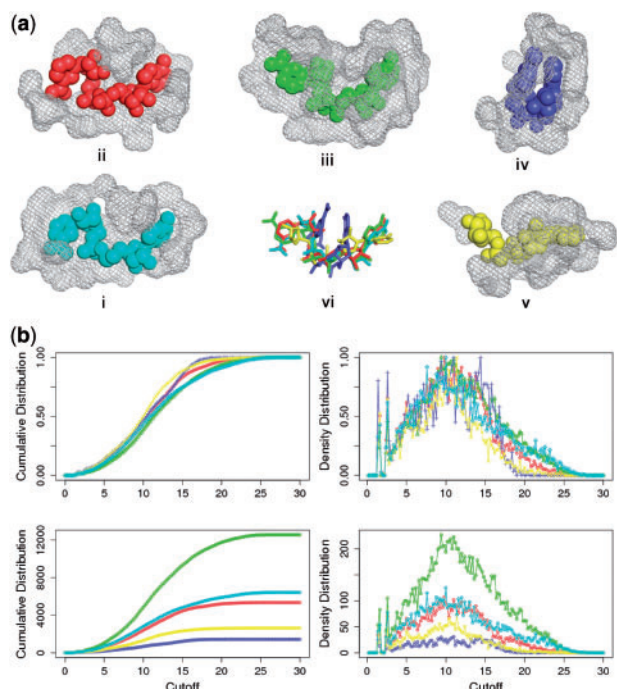 (a)
ii
iii
iv
i
vi
v
(b)
Cumulative Distribution
0.00 0.50 1.00
0 5 10 15 20 25 30
Density Distribution
0.00 0.50 1.00
0 5 10 15 20 25 30
Cumulative Distribution
0 4000 8000 12000
0 5 10 15 20 25 30
Cutoff
Density Distribution
0 50 100 200
0 5 10 15 20 25 30
Cutoff